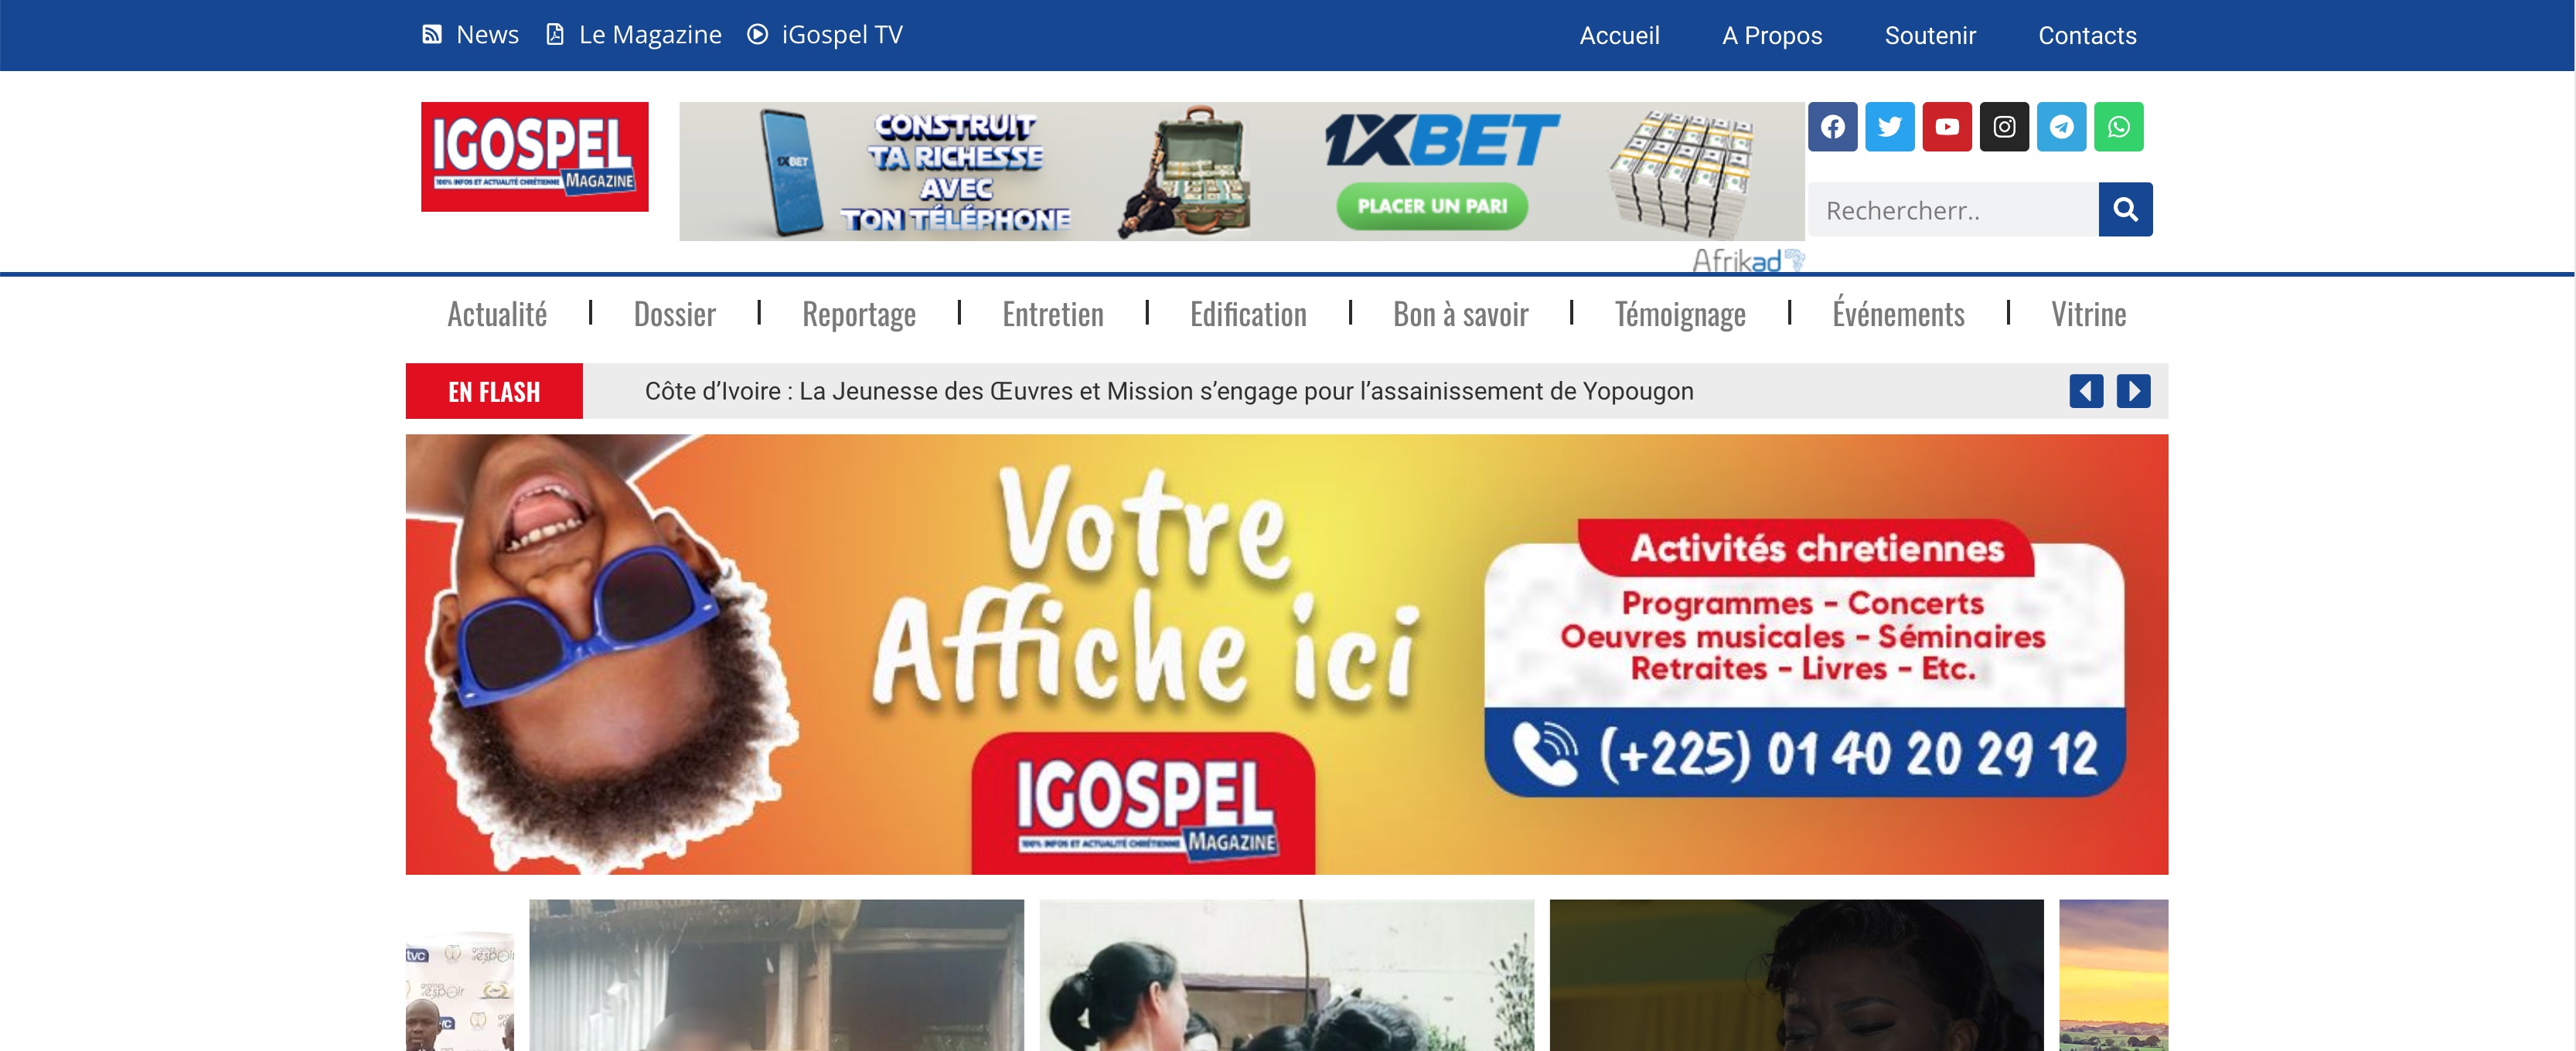 News
Le Magazine
iGospel TV
Accueil
A Propos
Soutenir
Contacts
IGOSPEL
100% INFOS ET ACTUALITÉ CHRÉTIENNE
MAGAZINE
1XBET
CONSTRUIT
TA RICHESSE
AVEC
TON TÉLÉPHONE
1XBET
PLACER UN PARI
Afrikad
Rechercherr..
Actualité
Dossier
Reportage
Entretien
Edification
Bon à savoir
Témoignage
Événements
Vitrine
EN FLASH
Côte d’Ivoire : La Jeunesse des Œuvres et Mission s’engage pour l’assainissement de Yopougon
Votre
Affiche ici
IGOSPEL
100% INFOS ET ACTUALITÉ CHRÉTIENNE
MAGAZINE
Activités chretiennes
Programmes - Concerts
Oeuvres musicales - Séminaires
Retraites - Livres - Etc.
(+225) 01 40 20 29 12
tvc